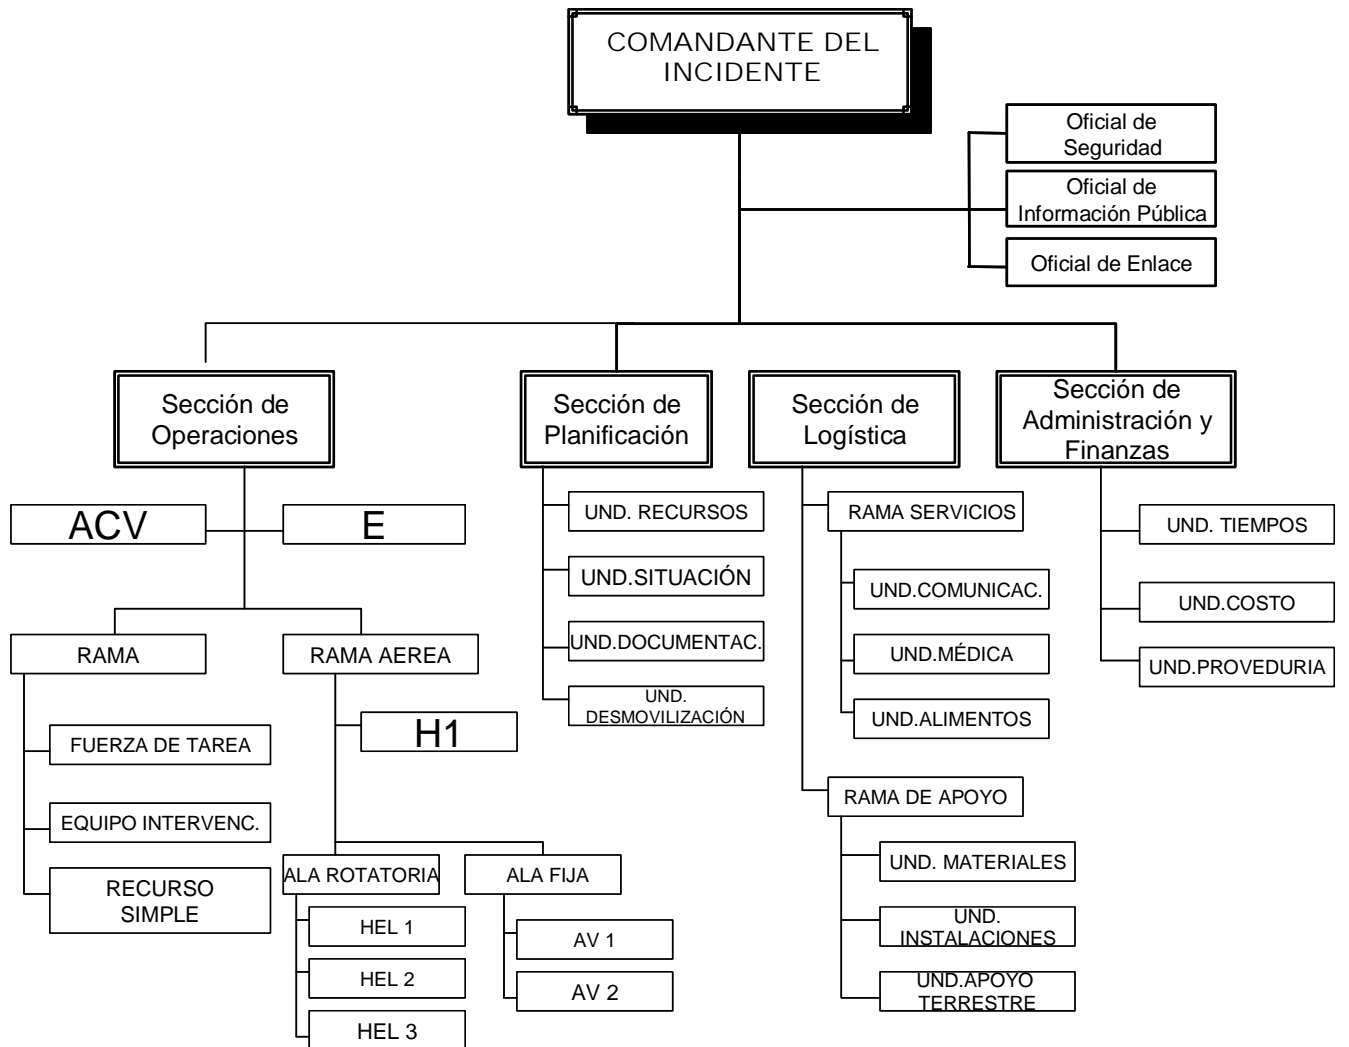 COMANDANTE DEL
INCIDENTE
Oficial de
Seguridad
Oficial de
Información Pública
Oficial de Enlace
Sección de
Operaciones
Sección de
Planificación
Sección de
Logística
Sección de
Administración y
Finanzas
ACV
E
RAMA
RAMA AEREA
FUERZA DE TAREA
EQUIPO INTERVENC.
RECURSO
SIMPLE
H1
ALA ROTATORIA
ALA FIJA
HEL 1
HEL 2
HEL 3
AV 1
AV 2
UND. RECURSOS
UND.SITUACIÓN
UND.DOCUMENTAC.
UND.
DESMOVILIZACIÓN
RAMA SERVICIOS
UND.COMUNICAC.
UND.MÉDICA
UND.ALIMENTOS
RAMA DE APOYO
UND. MATERIALES
UND.
INSTALACIONES
UND.APOYO
TERRESTRE
UND. TIEMPOS
UND.COSTO
UND.PROVEDURIA